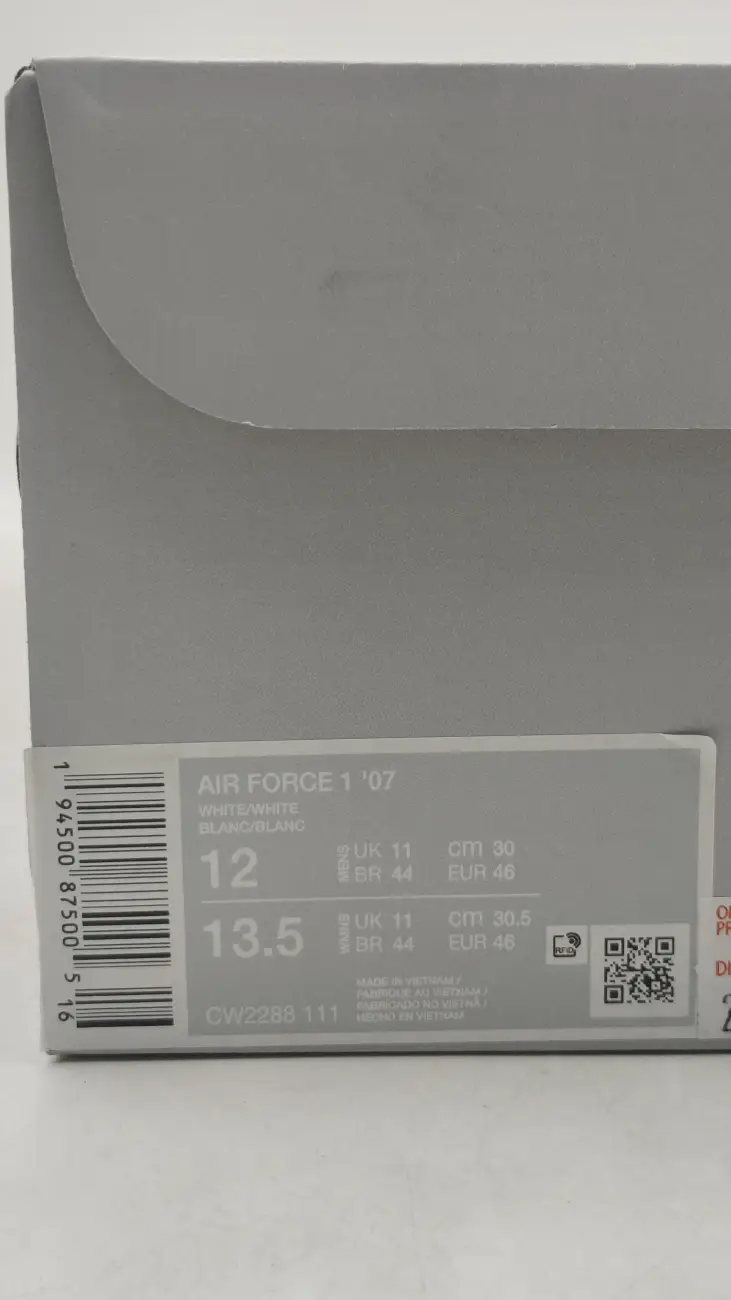 AIR FORCE 1 '07
WHITE/WHITE
BLANC/BLANC
12
MENS
UK 11
cm 30
BR 44
EUR 46
13.5
WMNS
UK 11
cm 30.5
BR 44
EUR 46
RFID
MADE IN VIETNAM /
FABRIQUE AU VIETNAM /
FABRICADO NO VIETNÃ /
HECHO EN VIETNAM
CW2288 111
1 94500 87500 5 16